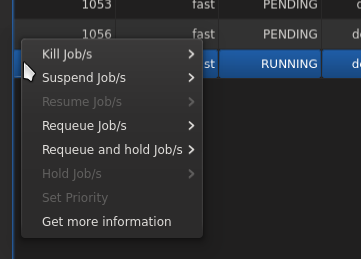 1053 fast PENDING
1056 fast PENDING
Kill Job/s
st RUNNING
Suspend Job/s
Resume Job/s
Requeue Job/s
Requeue and hold Job/s
Hold Job/s
Set Priority
Get more information